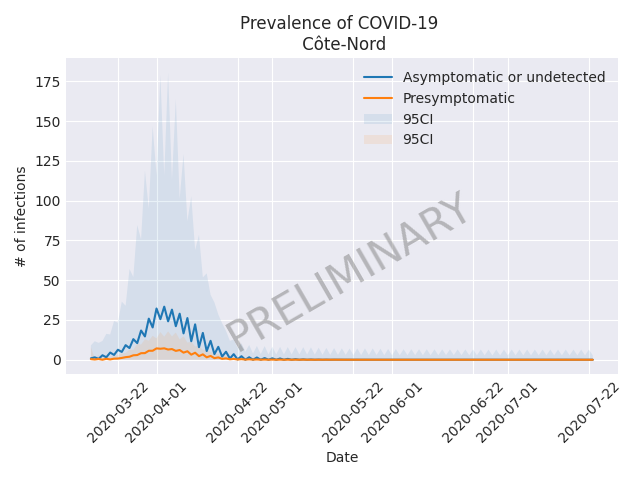 Prevalence of COVID-19
Côte-Nord
Asymptomatic or undetected
Presymptomatic
95CI
95CI
# of infections
175
150
125
100
75
50
25
0
PRELIMINARY
2020-03-22
2020-04-01
2020-04-22
2020-05-01
2020-05-22
2020-06-01
2020-06-22
2020-07-01
2020-07-22
Date